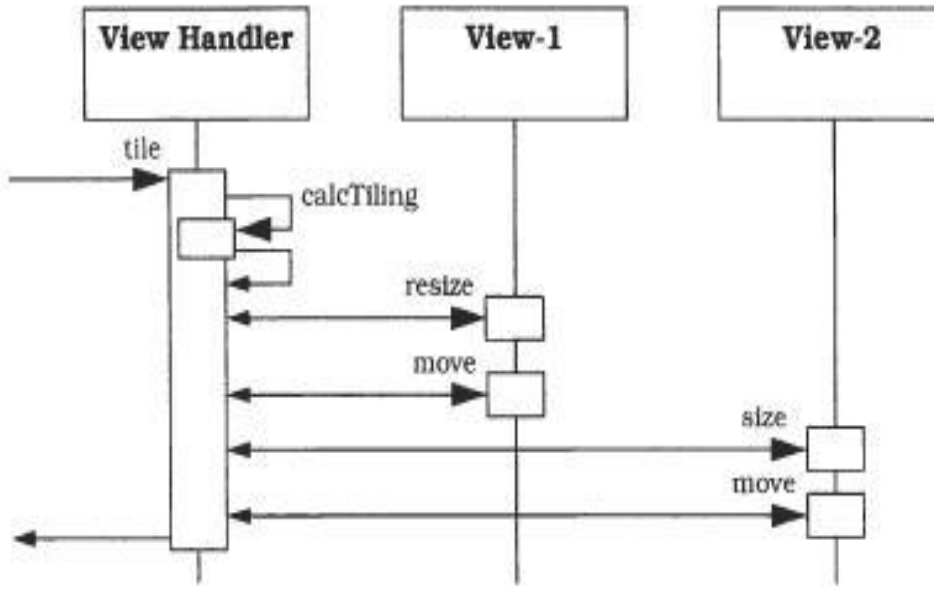 View Handler
View-1
View-2
tile
calcTiling
resize
move
size
move